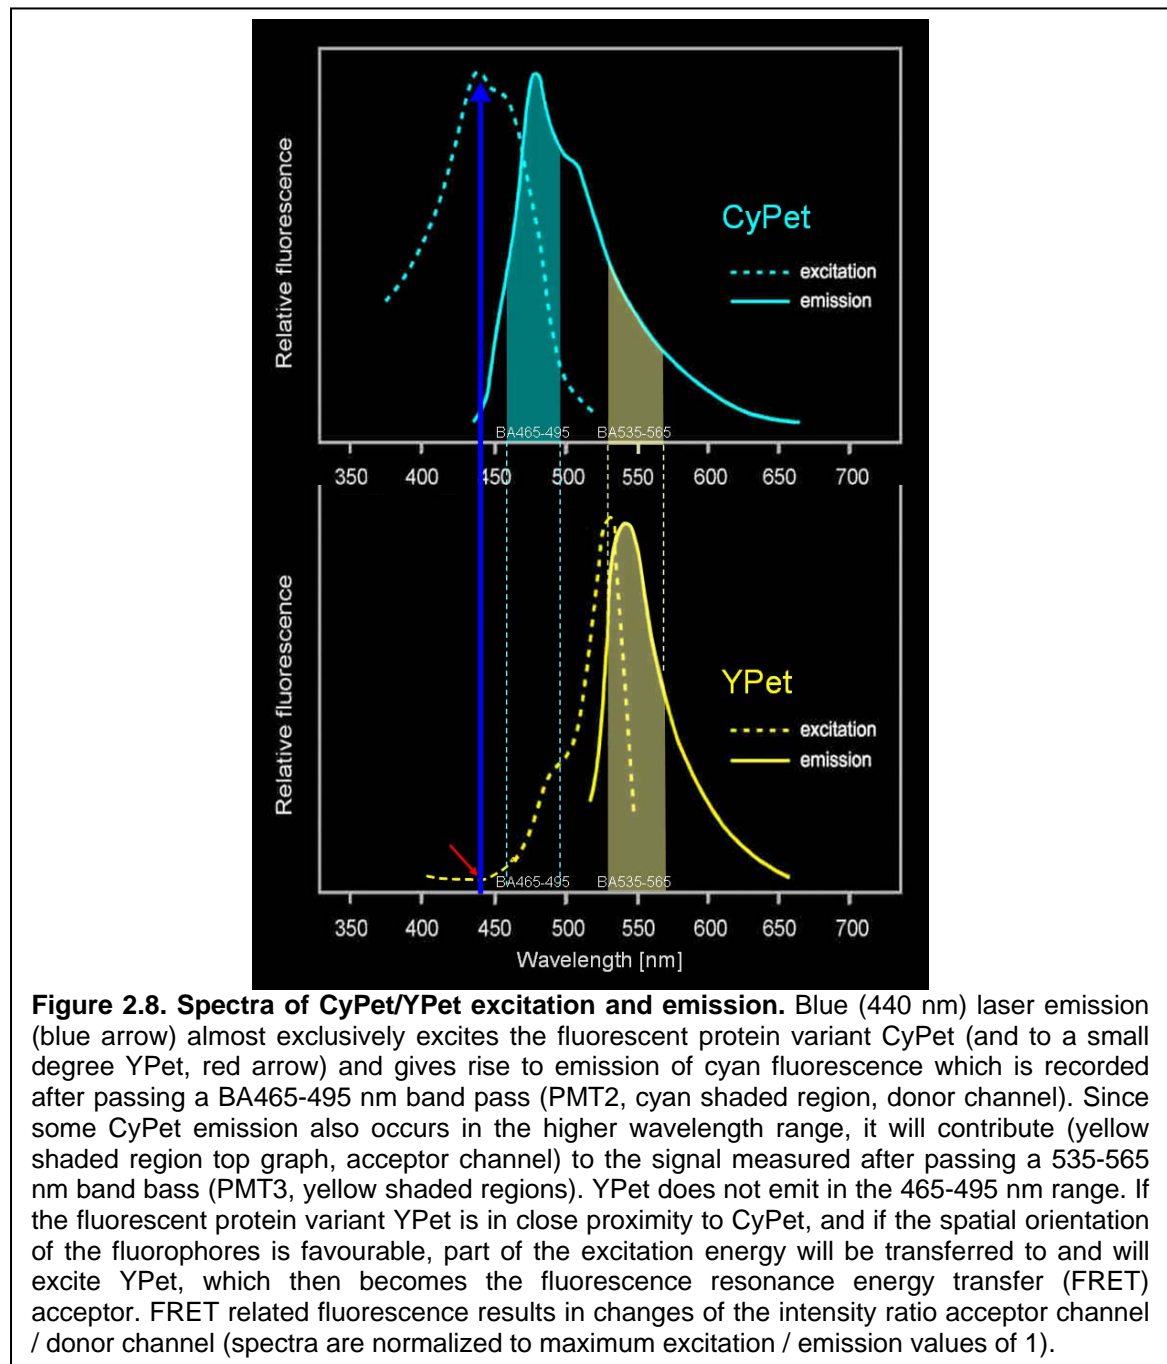 Relative fluorescence
CyPet
excitation
emission
BA465-495 BA535-565
350 400 450 500 550 600 650 700
Relative fluorescence
YPet
excitation
emission
BA465-495 BA535-565
350 400 450 500 550 600 650 700
Wavelength [nm]
Figure 2.8. Spectra of CyPet/YPet excitation and emission. Blue (440 nm) laser emission
(blue arrow) almost exclusively excites the fluorescent protein variant CyPet (and to a small
degree YPet, red arrow) and gives rise to emission of cyan fluorescence which is recorded
after passing a BA465-495 nm band pass (PMT2, cyan shaded region, donor channel). Since
some CyPet emission also occurs in the higher wavelength range, it will contribute (yellow
shaded region top graph, acceptor channel) to the signal measured after passing a 535-565
nm band bass (PMT3, yellow shaded regions). YPet does not emit in the 465-495 nm range. If
the fluorescent protein variant YPet is in close proximity to CyPet, and if the spatial orientation
of the fluorophores is favourable, part of the excitation energy will be transferred to and will
excite YPet, which then becomes the fluorescence resonance energy transfer (FRET)
acceptor. FRET related fluorescence results in changes of the intensity ratio acceptor channel
/ donor channel (spectra are normalized to maximum excitation / emission values of 1).